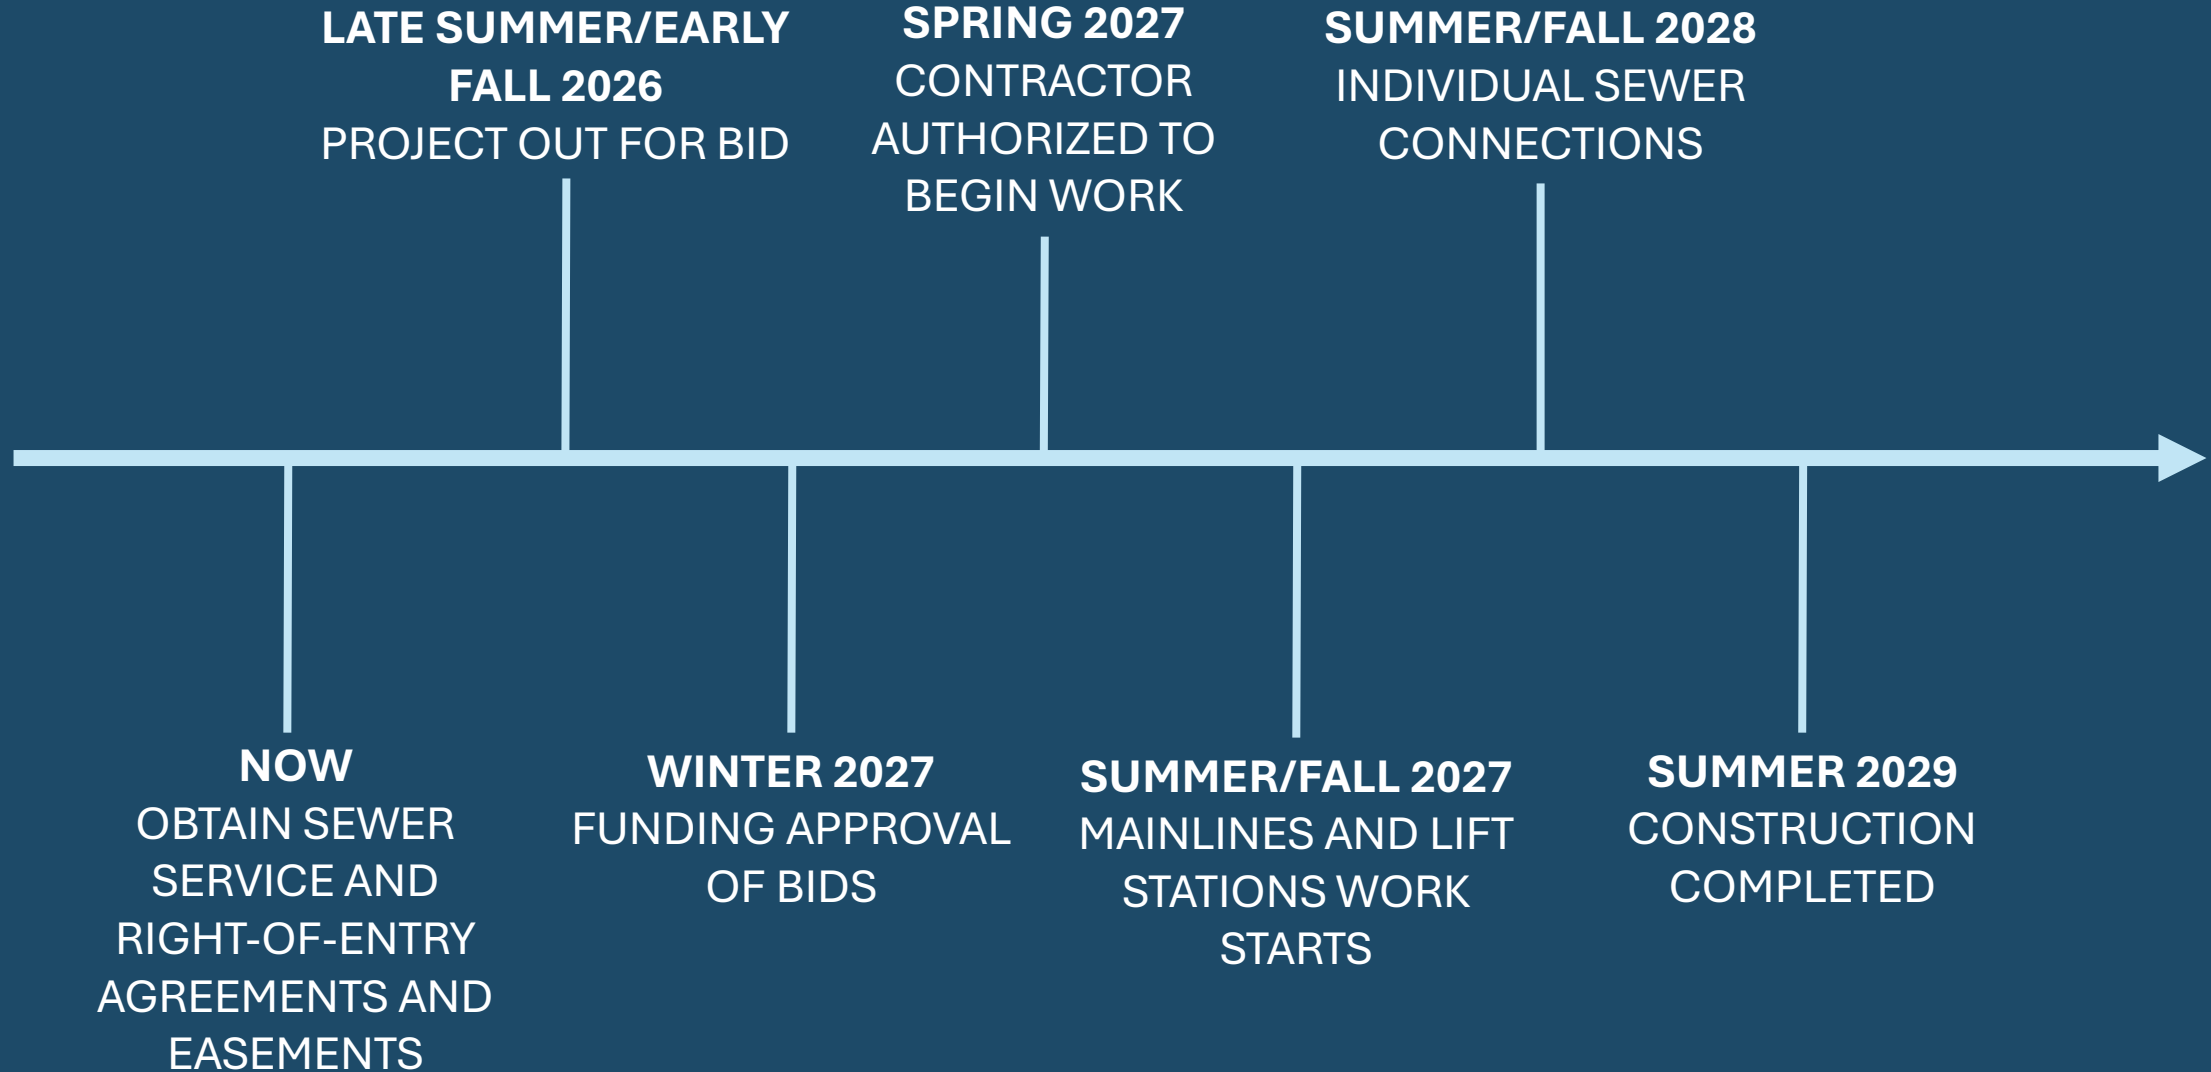 LATE SUMMER/EARLY
FALL 2026
PROJECT OUT FOR BID
SPRING 2027
CONTRACTOR
AUTHORIZED TO
BEGIN WORK
SUMMER/FALL 2028
INDIVIDUAL SEWER
CONNECTIONS
NOW
OBTAIN SEWER
SERVICE AND
RIGHT-OF-ENTRY
AGREEMENTS AND
EASEMENTS
WINTER 2027
FUNDING APPROVAL
OF BIDS
SUMMER/FALL 2027
MAINLINES AND LIFT
STATIONS WORK
STARTS
SUMMER 2029
CONSTRUCTION
COMPLETED